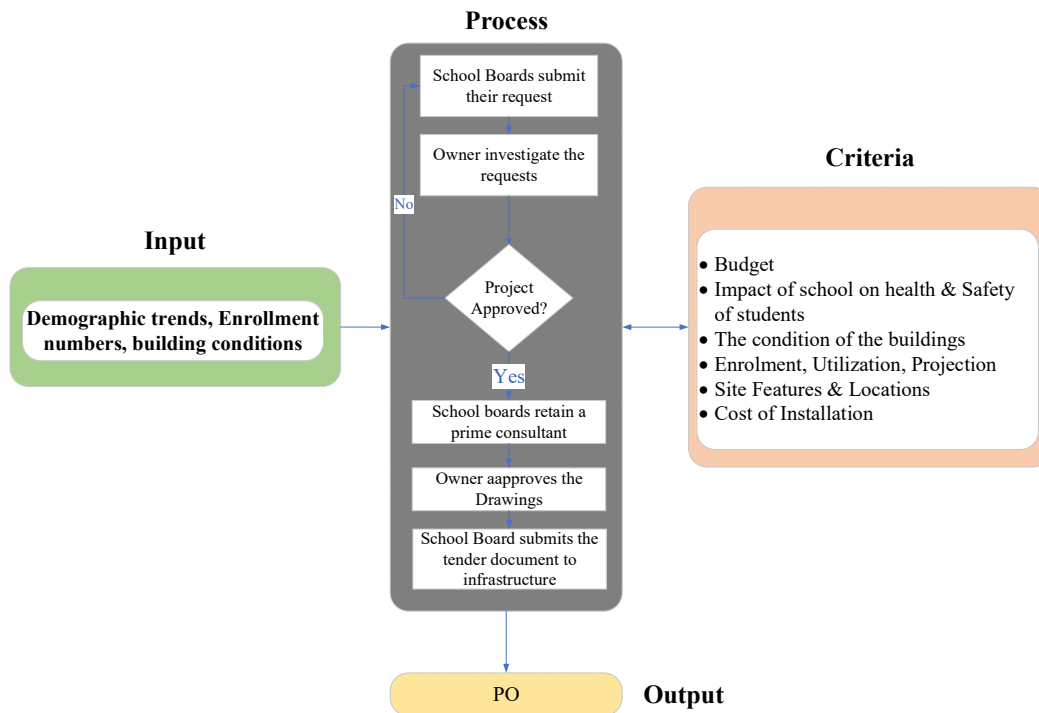 Process
School Boards submit
their request
Owner investigate the
requests
No
Project
Approved?
Yes
School boards retain a
prime consultant
Owner aapproves the
Drawings
School Board submits the
tender document to
infrastructure
Input
Demographic trends, Enrollment
numbers, building conditions
Criteria
• Budget
• Impact of school on health & Safety
of students
• The condition of the buildings
• Enrolment, Utilization, Projection
• Site Features & Locations
• Cost of Installation
PO
Output